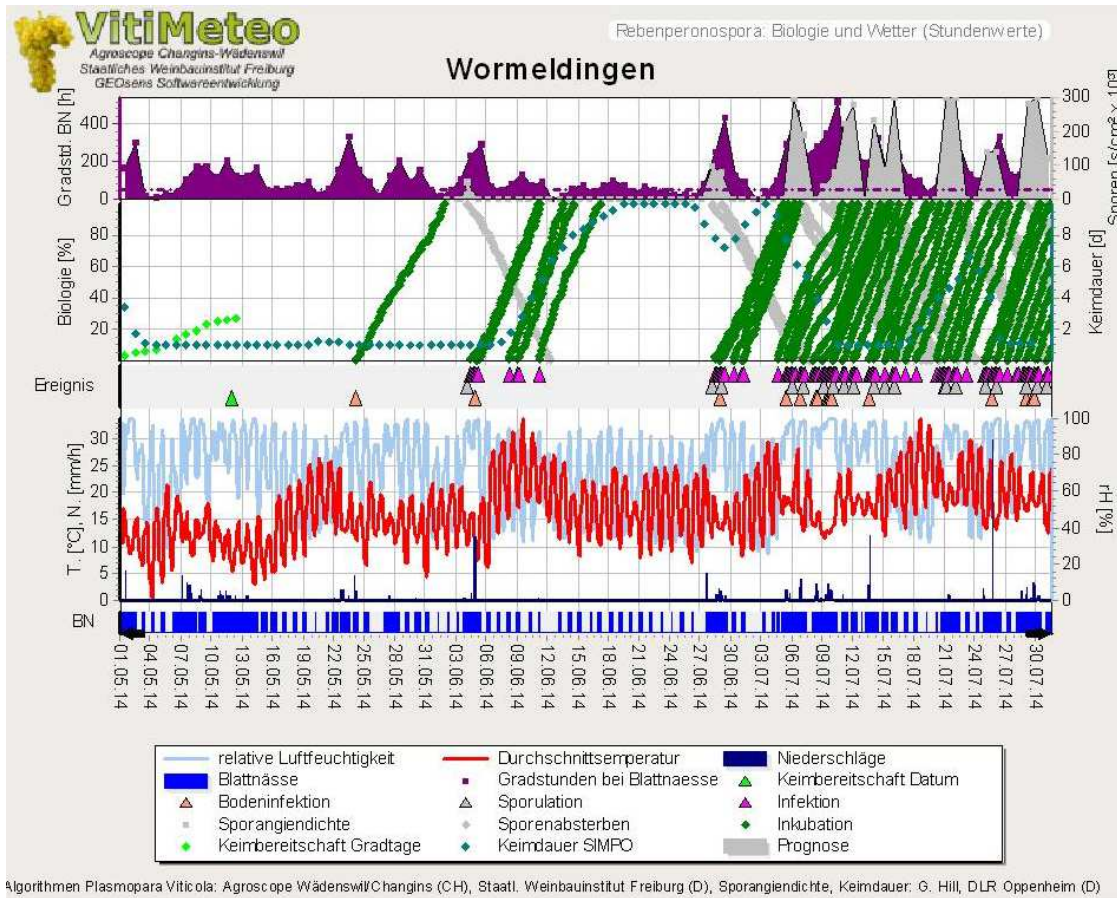 VitiMeteo
Agroscope Changins-Wädenswil
Staatliches Weinbauinstitut Freiburg
GEOsens Softwareentwicklung
Rebenperonospora: Biologie und Wetter (Stundenwerte)
Wormeldingen
Gradstd. BN [h]
400
200
0
300
200
100
0
Sporen [s/cm² x 10³]
Biologie [%]
80
60
40
20
8
6
4
2
Keimdauer [d]
Ereignis
T. [°C], N. [mm/h]
30
25
20
15
10
5
0
100
80
60
40
20
0
Hr [%]
BN
01.05.14
04.05.14
07.05.14
10.05.14
13.05.14
16.05.14
19.05.14
22.05.14
25.05.14
28.05.14
31.05.14
03.06.14
06.06.14
09.06.14
12.06.14
15.06.14
18.06.14
21.06.14
24.06.14
27.06.14
30.06.14
03.07.14
06.07.14
09.07.14
12.07.14
15.07.14
18.07.14
21.07.14
24.07.14
27.07.14
30.07.14
relative Luftfeuchtigkeit Durchschnittsemperatur Niederschläge
Blattnässe Gradstunden bei Blattnaesse Keimbereitschaft Datum
Bodeninfektion Sporulation Infektion
Sporangiendichte Sporenabsterben Inkubation
Keimbereitschaft Gradtage Keimdauer SIMPO Prognose
Algorithmen Plasmopara Viticola: Agroscope Wädenswil/Changins (CH), Staatl. Weinbauinstitut Freiburg (D), Sporangiendichte, Keimdauer: G. Hill, DLR Oppenheim (D)